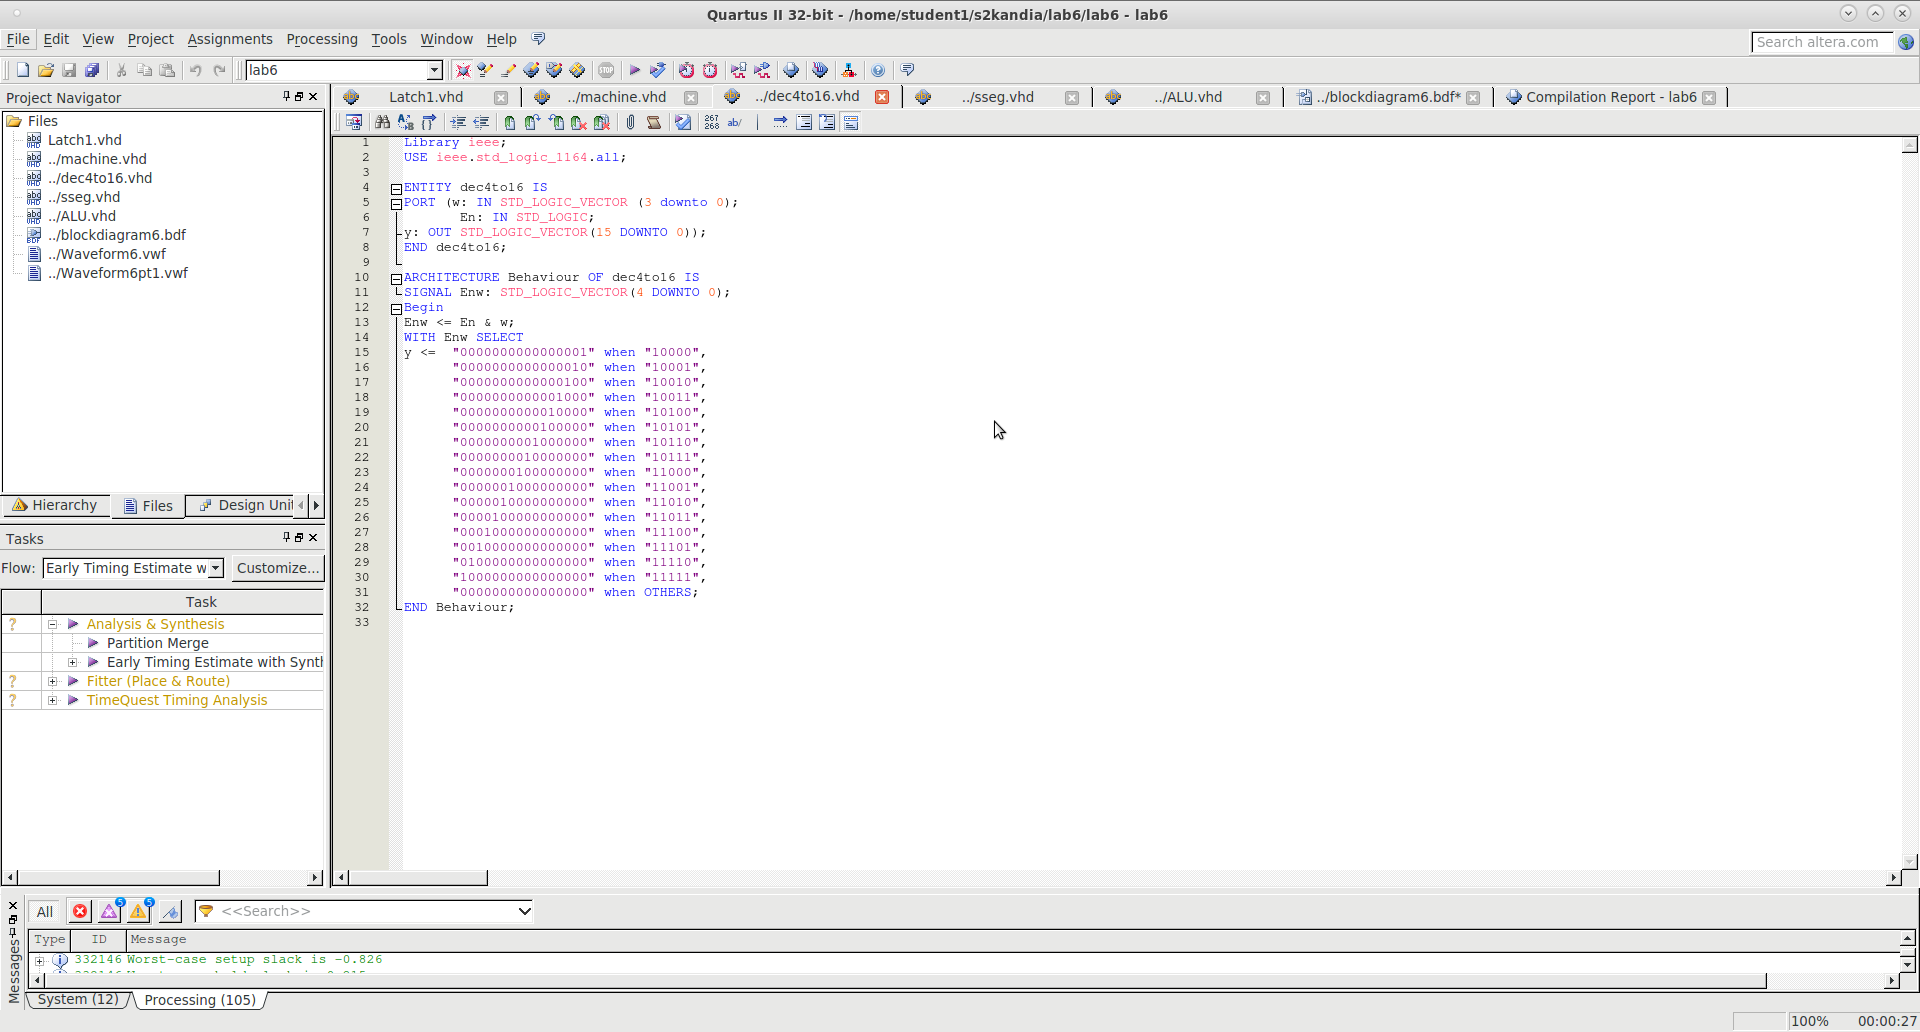 Quartus II 32-bit - /home/student1/s2kandia/lab6/lab6 - lab6
File Edit View Project Assignments Processing Tools Window Help
Search altera.com
lab6
Project Navigator
Files
Latch1.vhd
../machine.vhd
../dec4to16.vhd
../sseg.vhd
../ALU.vhd
../blockdiagram6.bdf
../Waveform6.vwf
../Waveform6pt1.vwf
Hierarchy Files Design Unit
Tasks
Flow: Early Timing Estimate w Customize...
Task
Analysis & Synthesis
Partition Merge
Early Timing Estimate with Synth
Fitter (Place & Route)
TimeQuest Timing Analysis
Latch1.vhd ../machine.vhd ../dec4to16.vhd ../sseg.vhd ../ALU.vhd ../blockdiagram6.bdf* Compilation Report - lab6
267
268 ab/
1 Library ieee;
2 USE ieee.std_logic_1164.all;
3
4 ENTITY dec4to16 IS
5 PORT (w: IN STD_LOGIC_VECTOR (3 downto 0);
6 En: IN STD_LOGIC;
7 y: OUT STD_LOGIC_VECTOR(15 DOWNTO 0));
8 END dec4to16;
9
10 ARCHITECTURE Behaviour OF dec4to16 IS
11 SIGNAL Enw: STD_LOGIC_VECTOR(4 DOWNTO 0);
12 Begin
13 Enw <= En & w;
14 WITH Enw SELECT
15 y <= "0000000000000001" when "10000",
16 "0000000000000010" when "10001",
17 "0000000000000100" when "10010",
18 "0000000000001000" when "10011",
19 "0000000000010000" when "10100",
20 "0000000000100000" when "10101",
21 "0000000001000000" when "10110",
22 "0000000010000000" when "10111",
23 "0000000100000000" when "11000",
24 "0000001000000000" when "11001",
25 "0000010000000000" when "11010",
26 "0000100000000000" when "11011",
27 "0001000000000000" when "11100",
28 "0010000000000000" when "11101",
29 "0100000000000000" when "11110",
30 "1000000000000000" when "11111",
31 "0000000000000000" when OTHERS;
32 END Behaviour;
33
Messages
All 5 5 <<Search>>
Type ID Message
332146 Worst-case setup slack is -0.826
System (12) Processing (105)
100% 00:00:27